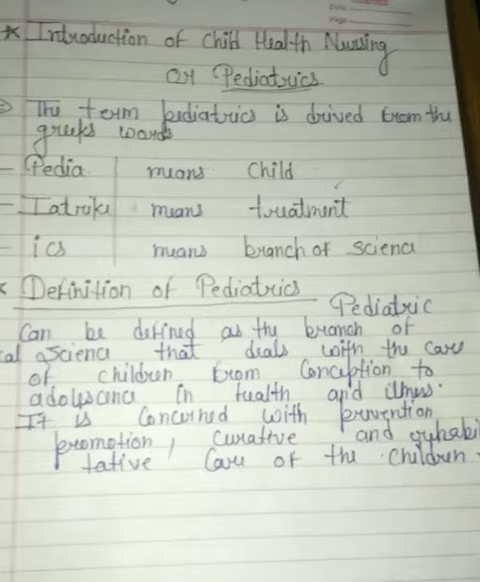 * Introduction of Child Health Nursing
Or Pediatrics
The term pediatrics is drived from the
greeks words
- Pedia means Child
- Iatrike means treatment
- ics means branch of scienc
* Definition of Pediatrics
Pediatric
Can be defined as the branch of
cal science that deals with the care
of children from conception to
adolescence in health and illness.
It is concerned with prevention
promotion, curative and rehabi
tative care of the children.